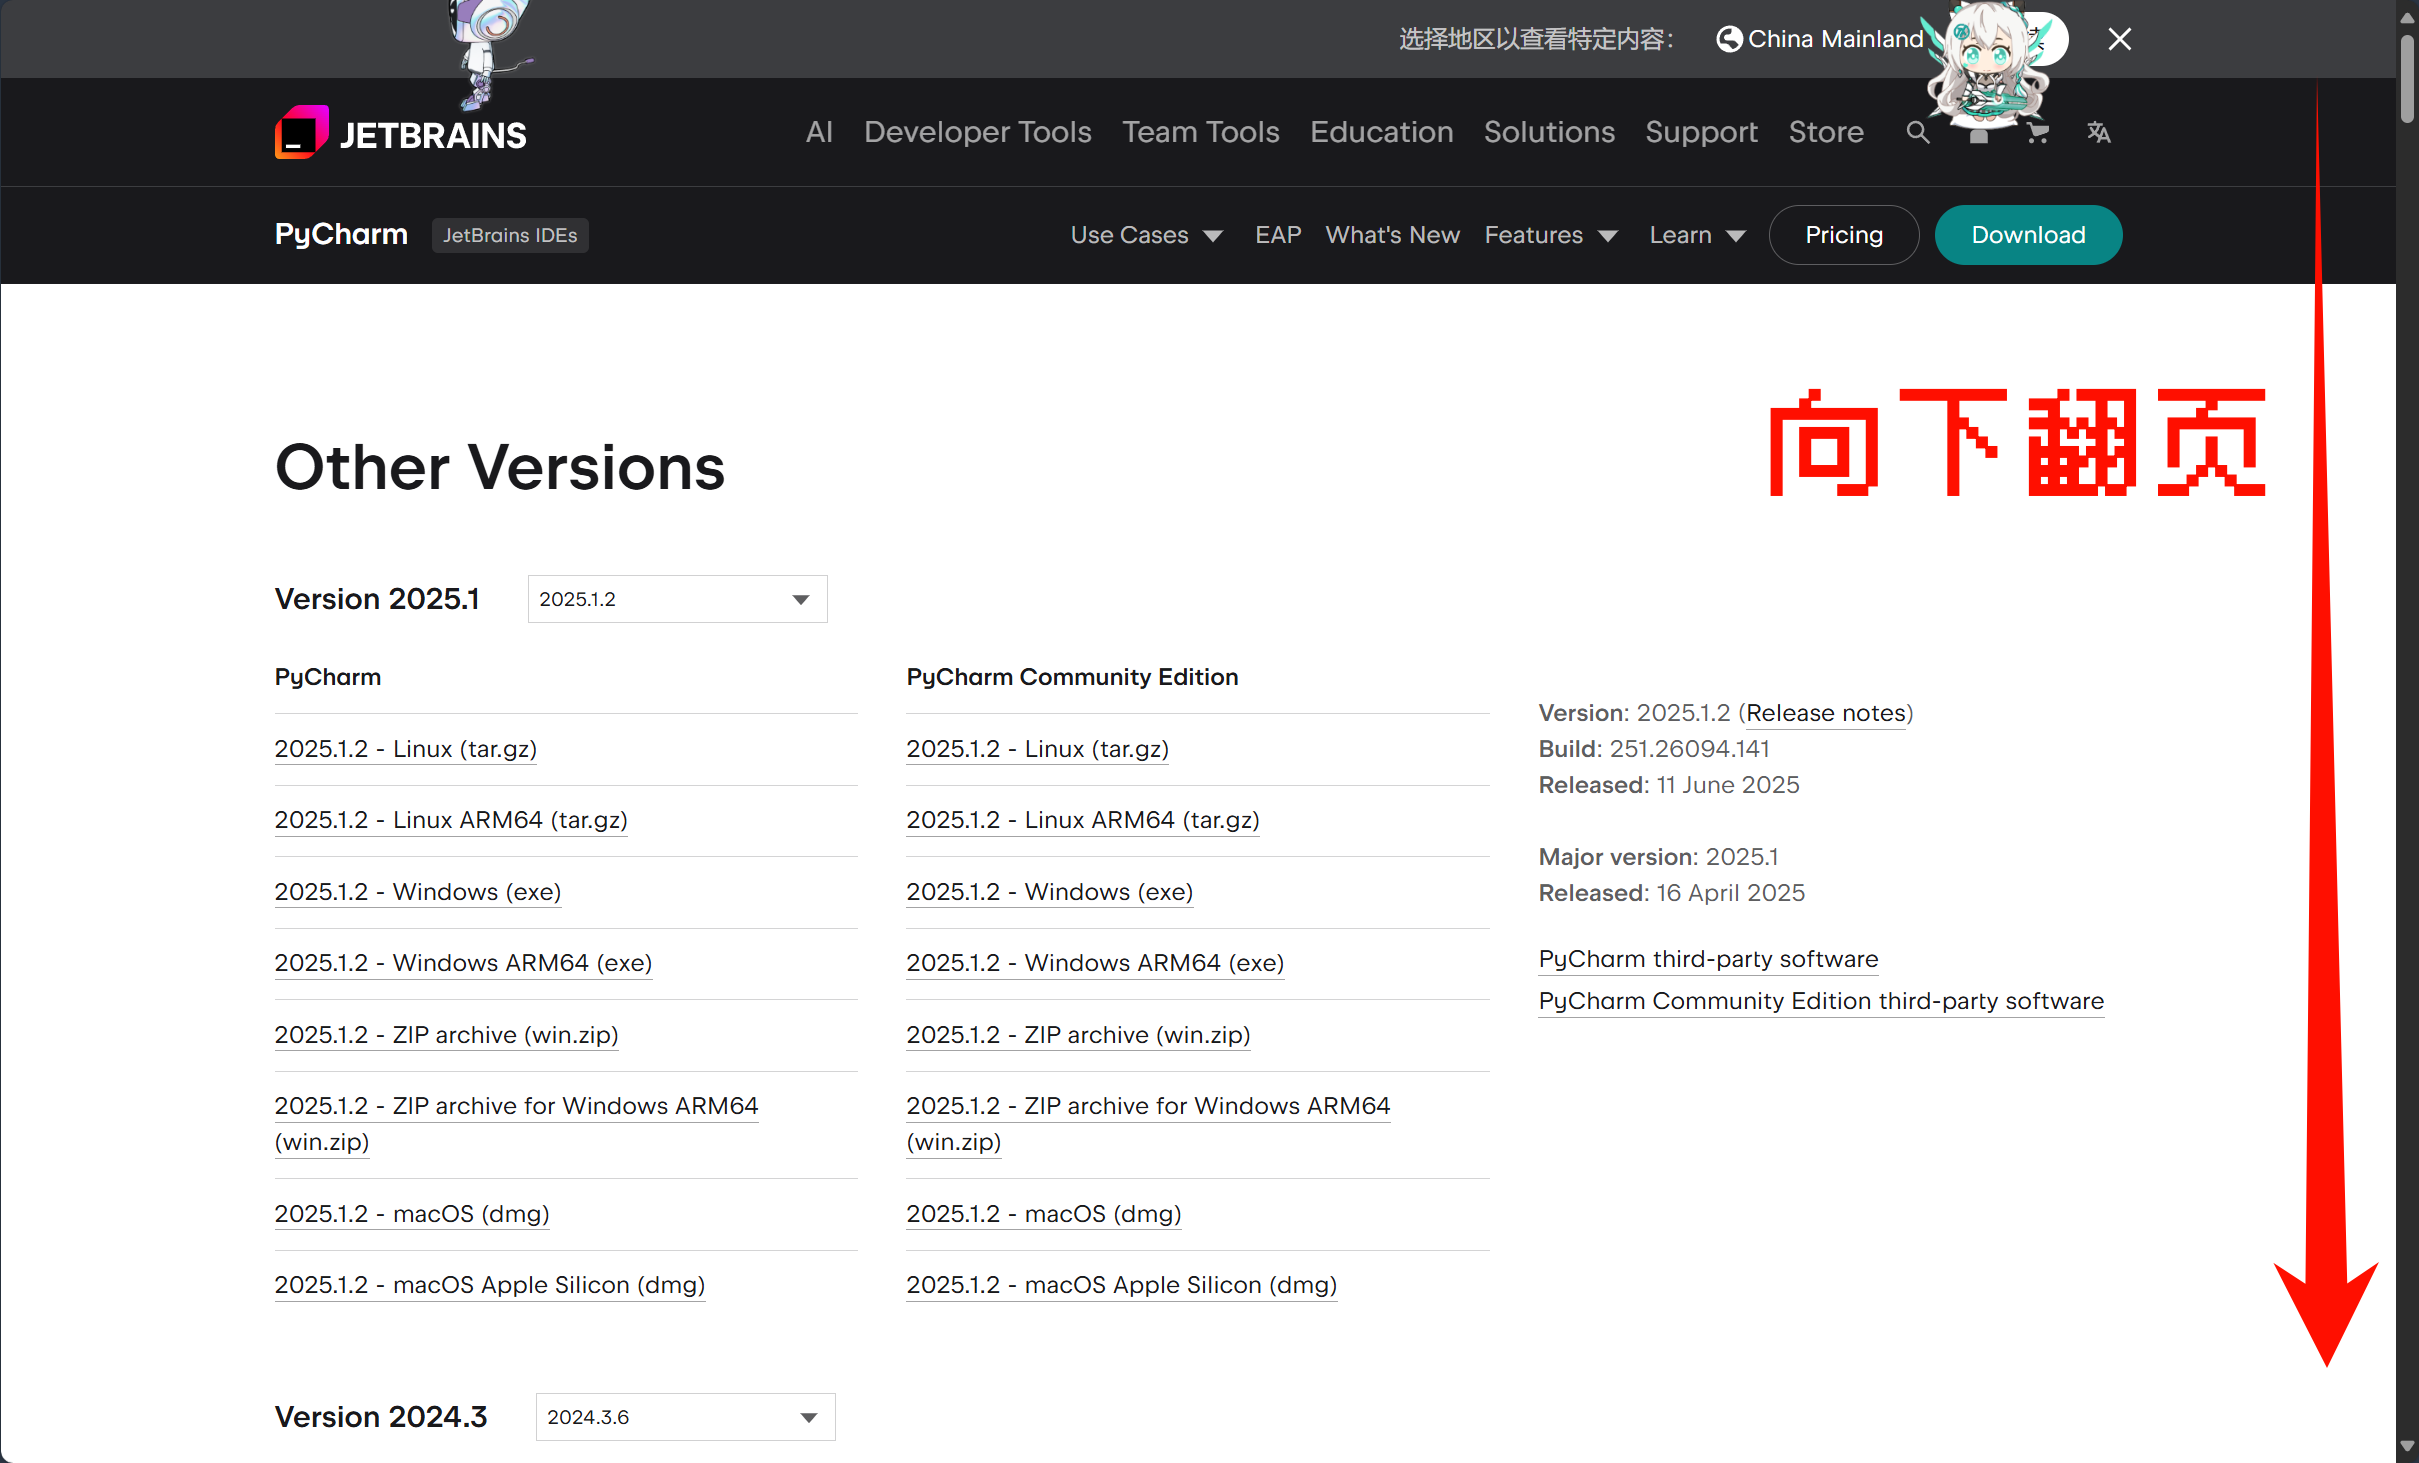 选择地区以查看特定内容：
China Mainland
JETBRAINS
AI Developer Tools Team Tools Education Solutions Support Store
PyCharm JetBrains IDEs
Use Cases EAP What's New Features Learn Pricing Download
向下翻页
Other Versions
Version 2025.1 2025.1.2
PyCharm
2025.1.2 - Linux (tar.gz)
2025.1.2 - Linux ARM64 (tar.gz)
2025.1.2 - Windows (exe)
2025.1.2 - Windows ARM64 (exe)
2025.1.2 - ZIP archive (win.zip)
2025.1.2 - ZIP archive for Windows ARM64
(win.zip)
2025.1.2 - macOS (dmg)
2025.1.2 - macOS Apple Silicon (dmg)
PyCharm Community Edition
2025.1.2 - Linux (tar.gz)
2025.1.2 - Linux ARM64 (tar.gz)
2025.1.2 - Windows (exe)
2025.1.2 - Windows ARM64 (exe)
2025.1.2 - ZIP archive (win.zip)
2025.1.2 - ZIP archive for Windows ARM64
(win.zip)
2025.1.2 - macOS (dmg)
2025.1.2 - macOS Apple Silicon (dmg)
Version: 2025.1.2 (Release notes)
Build: 251.26094.141
Released: 11 June 2025
Major version: 2025.1
Released: 16 April 2025
PyCharm third-party software
PyCharm Community Edition third-party software
Version 2024.3 2024.3.6